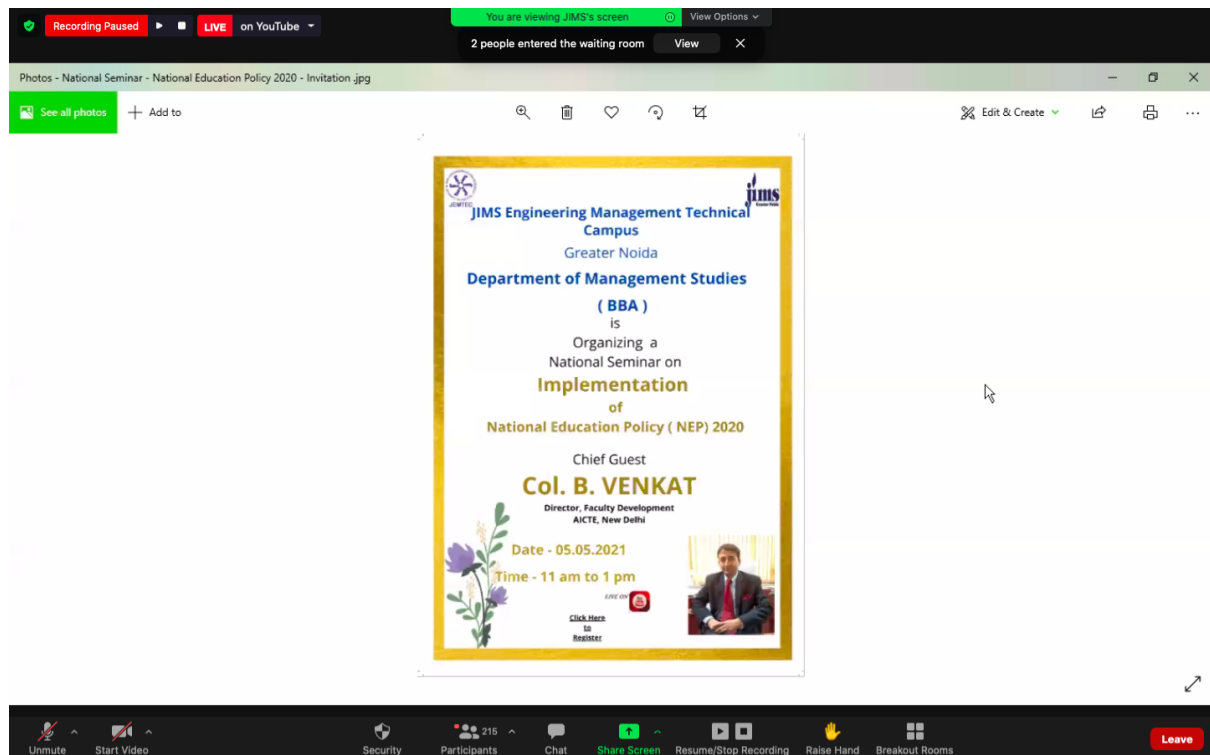 Recording Paused
LIVE on YouTube
You are viewing JIMS's screen
View Options
2 people entered the waiting room View
Photos - National Seminar - National Education Policy 2020 - Invitation .jpg
See all photos
Add to
Edit & Create
JEMTEC
jims
Greater Noida
JIMS Engineering Management Technical
Campus
Greater Noida
Department of Management Studies
( BBA )
is
Organizing a
National Seminar on
Implementation
of
National Education Policy ( NEP) 2020
Chief Guest
Col. B. VENKAT
Director, Faculty Development
AICTE, New Delhi
Date - 05.05.2021
Time - 11 am to 1 pm
LIVE ON
Click Here
to
Register
Unmute
Start Video
Security
215
Participants
Chat
Share Screen
Resume/Stop Recording
Raise Hand
Breakout Rooms
Leave